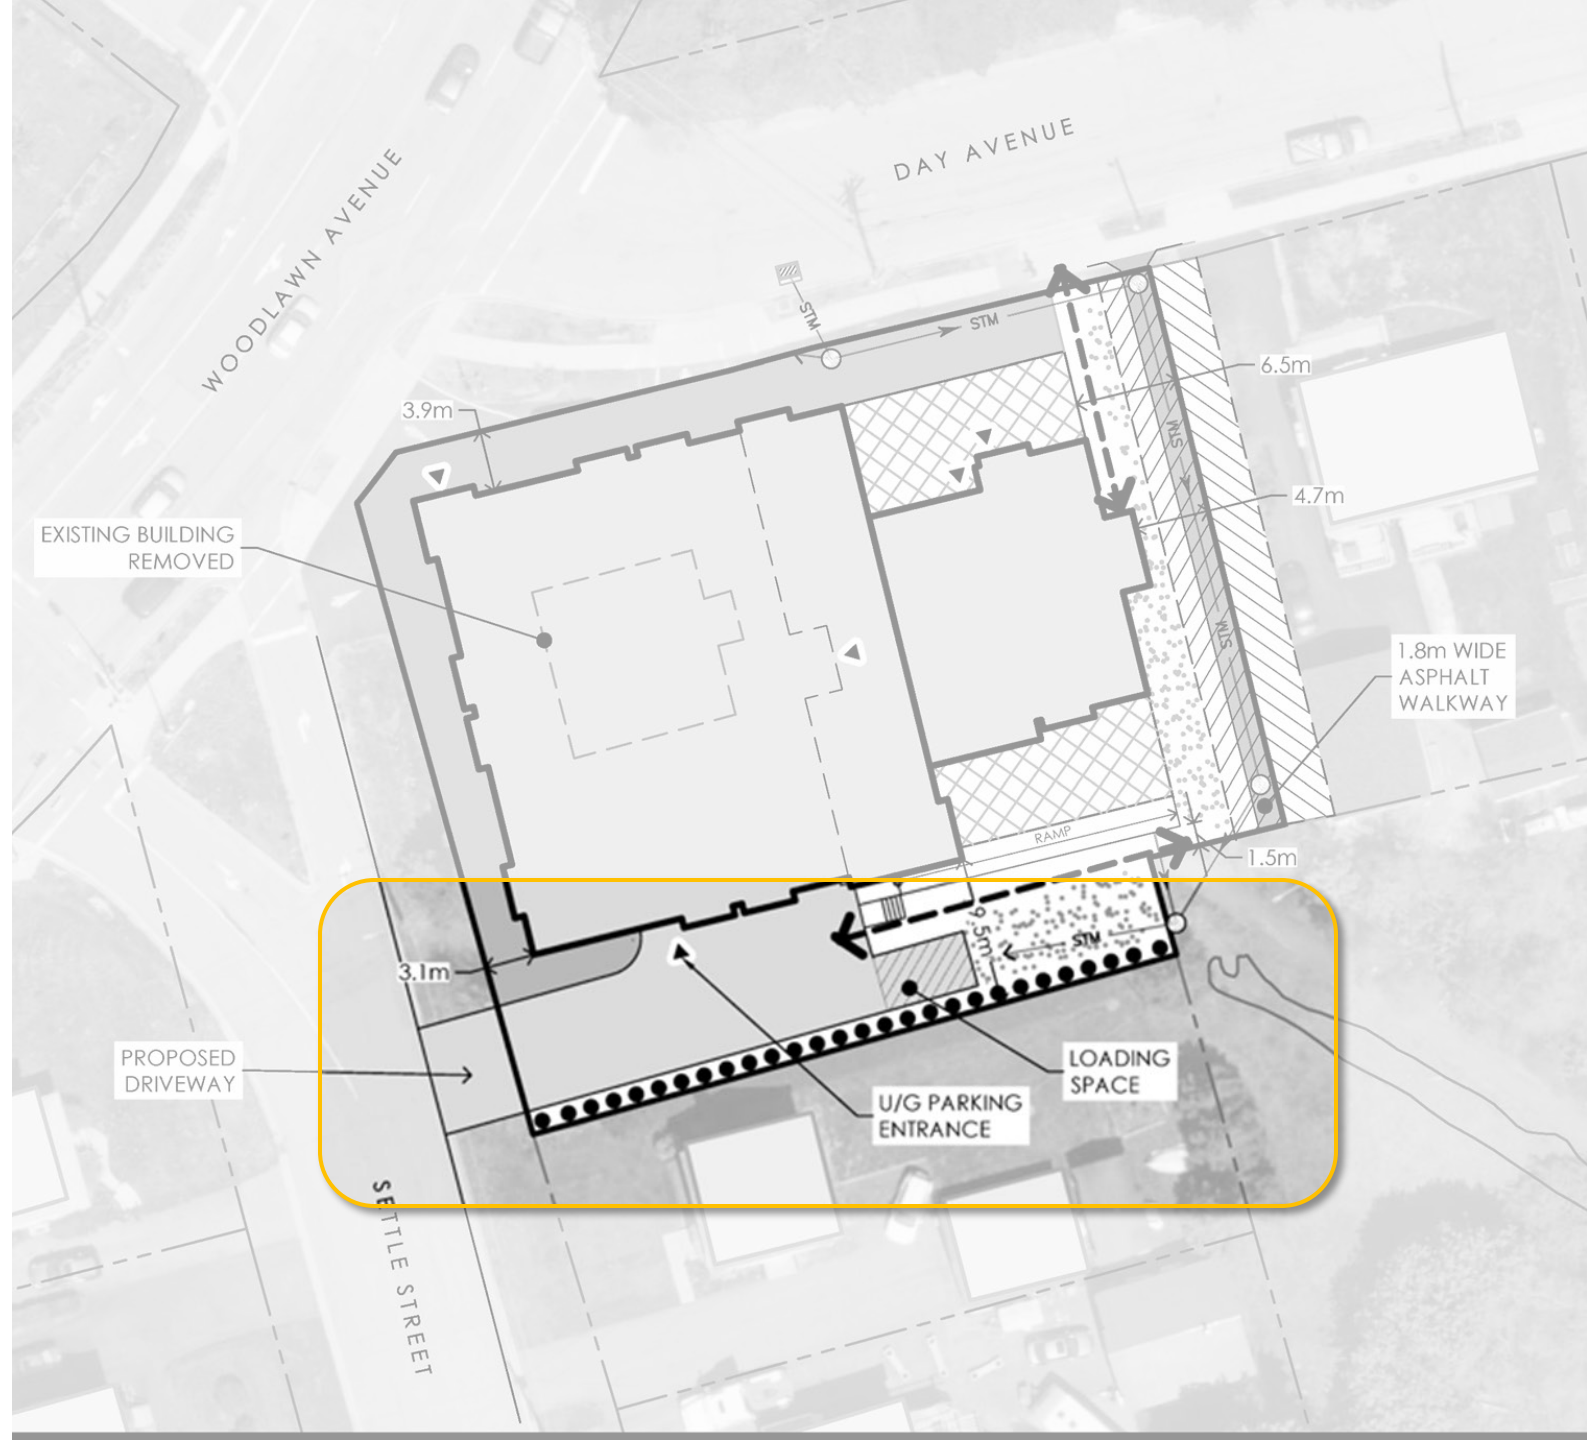 WOODLAWN AVENUE
DAY AVENUE
STM
STM
3.9m
6.5m
STM
4.7m
EXISTING BUILDING
REMOVED
STM
1.8m WIDE
ASPHALT
WALKWAY
RAMP
1.5m
9.5m
STM
3.1m
PROPOSED
DRIVEWAY
LOADING
SPACE
U/G PARKING
ENTRANCE
SETTLE STREET